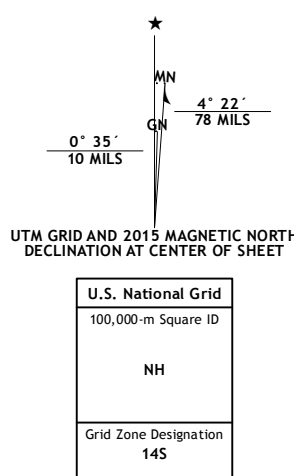 ★
MN
4° 22´
78 MILS
GN
0° 35´
10 MILS
UTM GRID AND 2015 MAGNETIC NORTH
DECLINATION AT CENTER OF SHEET
U.S. National Grid
100,000-m Square ID
NH
Grid Zone Designation
14S